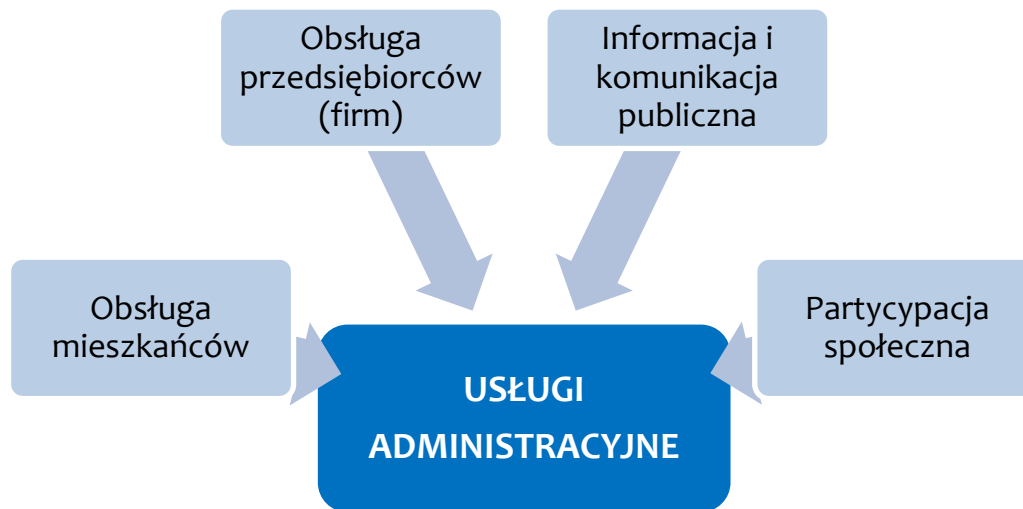 Obsługa
przedsiębiorców
(firm)
Informacja i
komunikacja
publiczna
Obsługa
mieszkańców
Partycypacja
społeczna
USŁUGI
ADMINISTRACYJNE